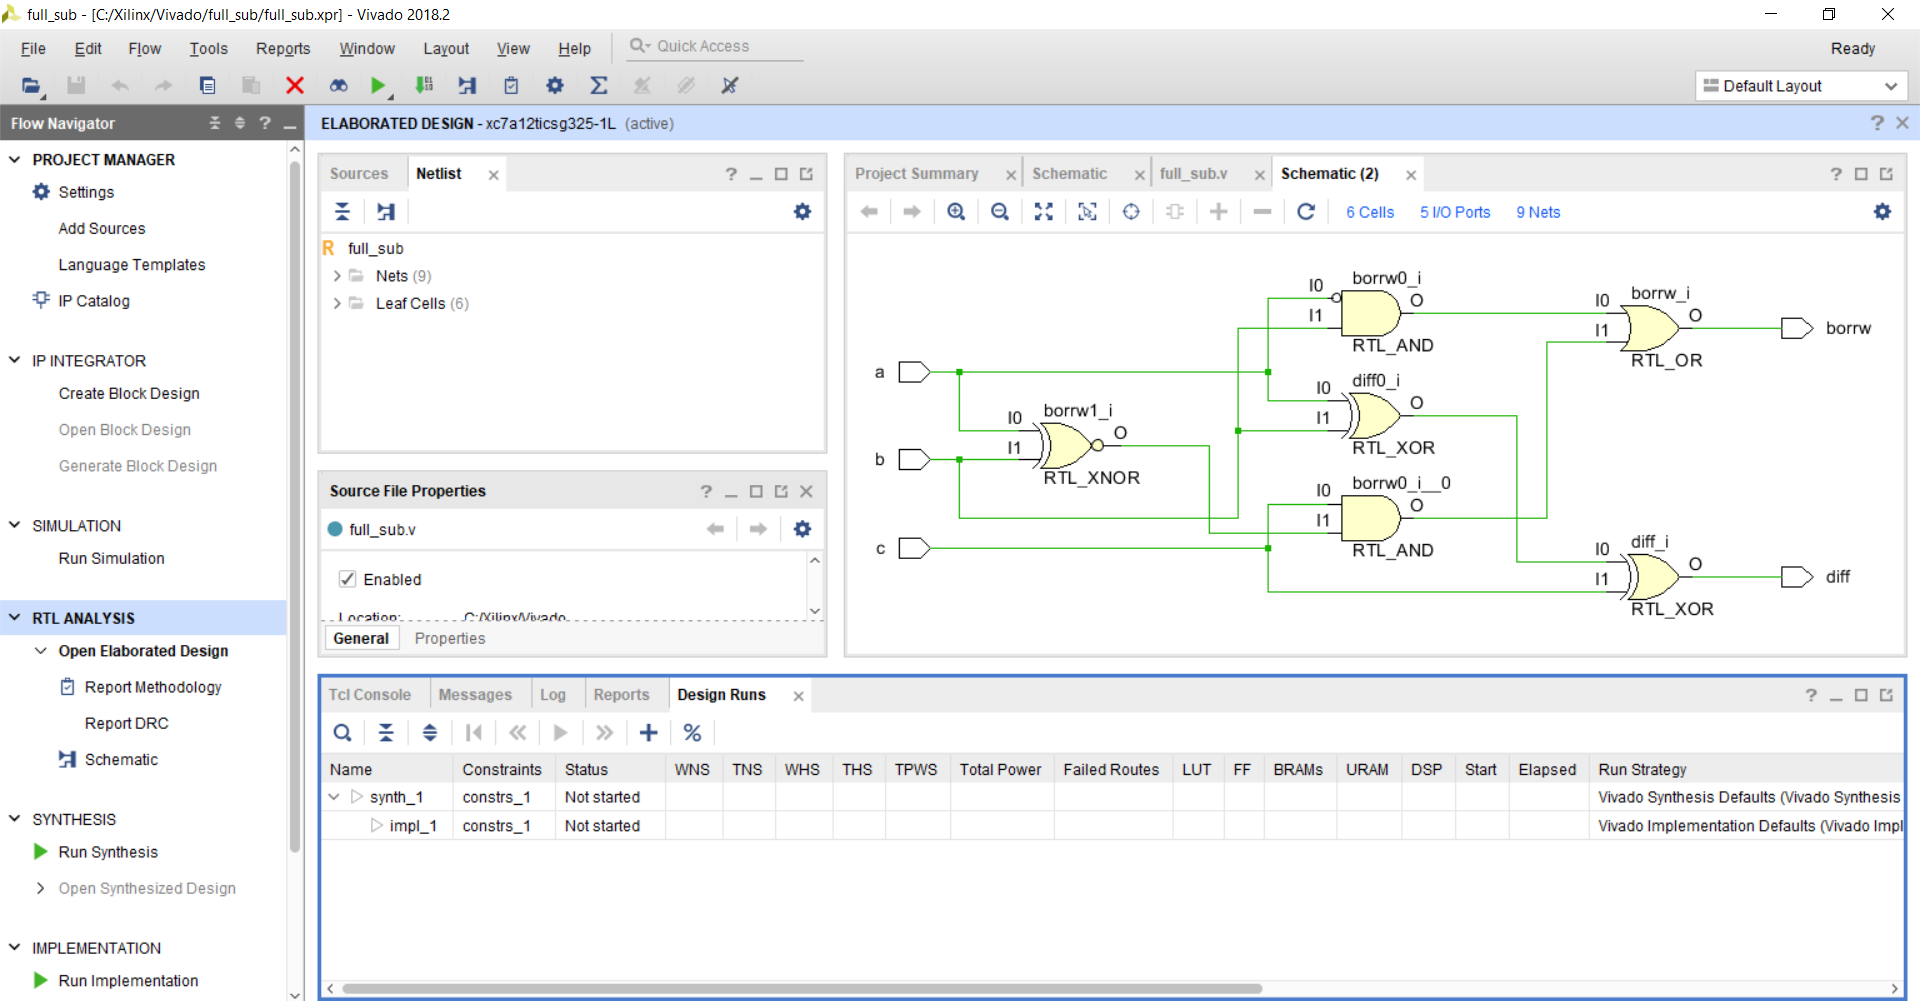 full_sub - [C:/Xilinx/Vivado/full_sub/full_sub.xpr] - Vivado 2018.2
File Edit Flow Tools Reports Window Layout View Help Quick Access Ready
Default Layout
Flow Navigator
PROJECT MANAGER
Settings
Add Sources
Language Templates
IP Catalog
IP INTEGRATOR
Create Block Design
Open Block Design
Generate Block Design
SIMULATION
Run Simulation
RTL ANALYSIS
Open Elaborated Design
Report Methodology
Report DRC
Schematic
SYNTHESIS
Run Synthesis
Open Synthesized Design
IMPLEMENTATION
Run Implementation
ELABORATED DESIGN - xc7a12ticsg325-1L (active)
Sources Netlist
full_sub
Nets (9)
Leaf Cells (6)
Source File Properties
full_sub.v
Enabled
Location: C:/Xilinx/Vivado
General Properties
Project Summary Schematic full_sub.v Schematic (2)
6 Cells 5 I/O Ports 9 Nets
a
b
c
I0 borrw1_i
I1 O
RTL_XNOR
I0 borrw0_i
I1 O
RTL_AND
I0 diff0_i
I1 O
RTL_XOR
I0 borrw0_i__0
I1 O
RTL_AND
I0 borrw_i
I1 O
RTL_OR
borrw
I0 diff_i
I1 O
RTL_XOR
diff
Tcl Console Messages Log Reports Design Runs
Name Constraints Status WNS TNS WHS THS TPWS Total Power Failed Routes LUT FF BRAMs URAM DSP Start Elapsed Run Strategy
synth_1 constrs_1 Not started Vivado Synthesis Defaults (Vivado Synthesis
impl_1 constrs_1 Not started Vivado Implementation Defaults (Vivado Impl